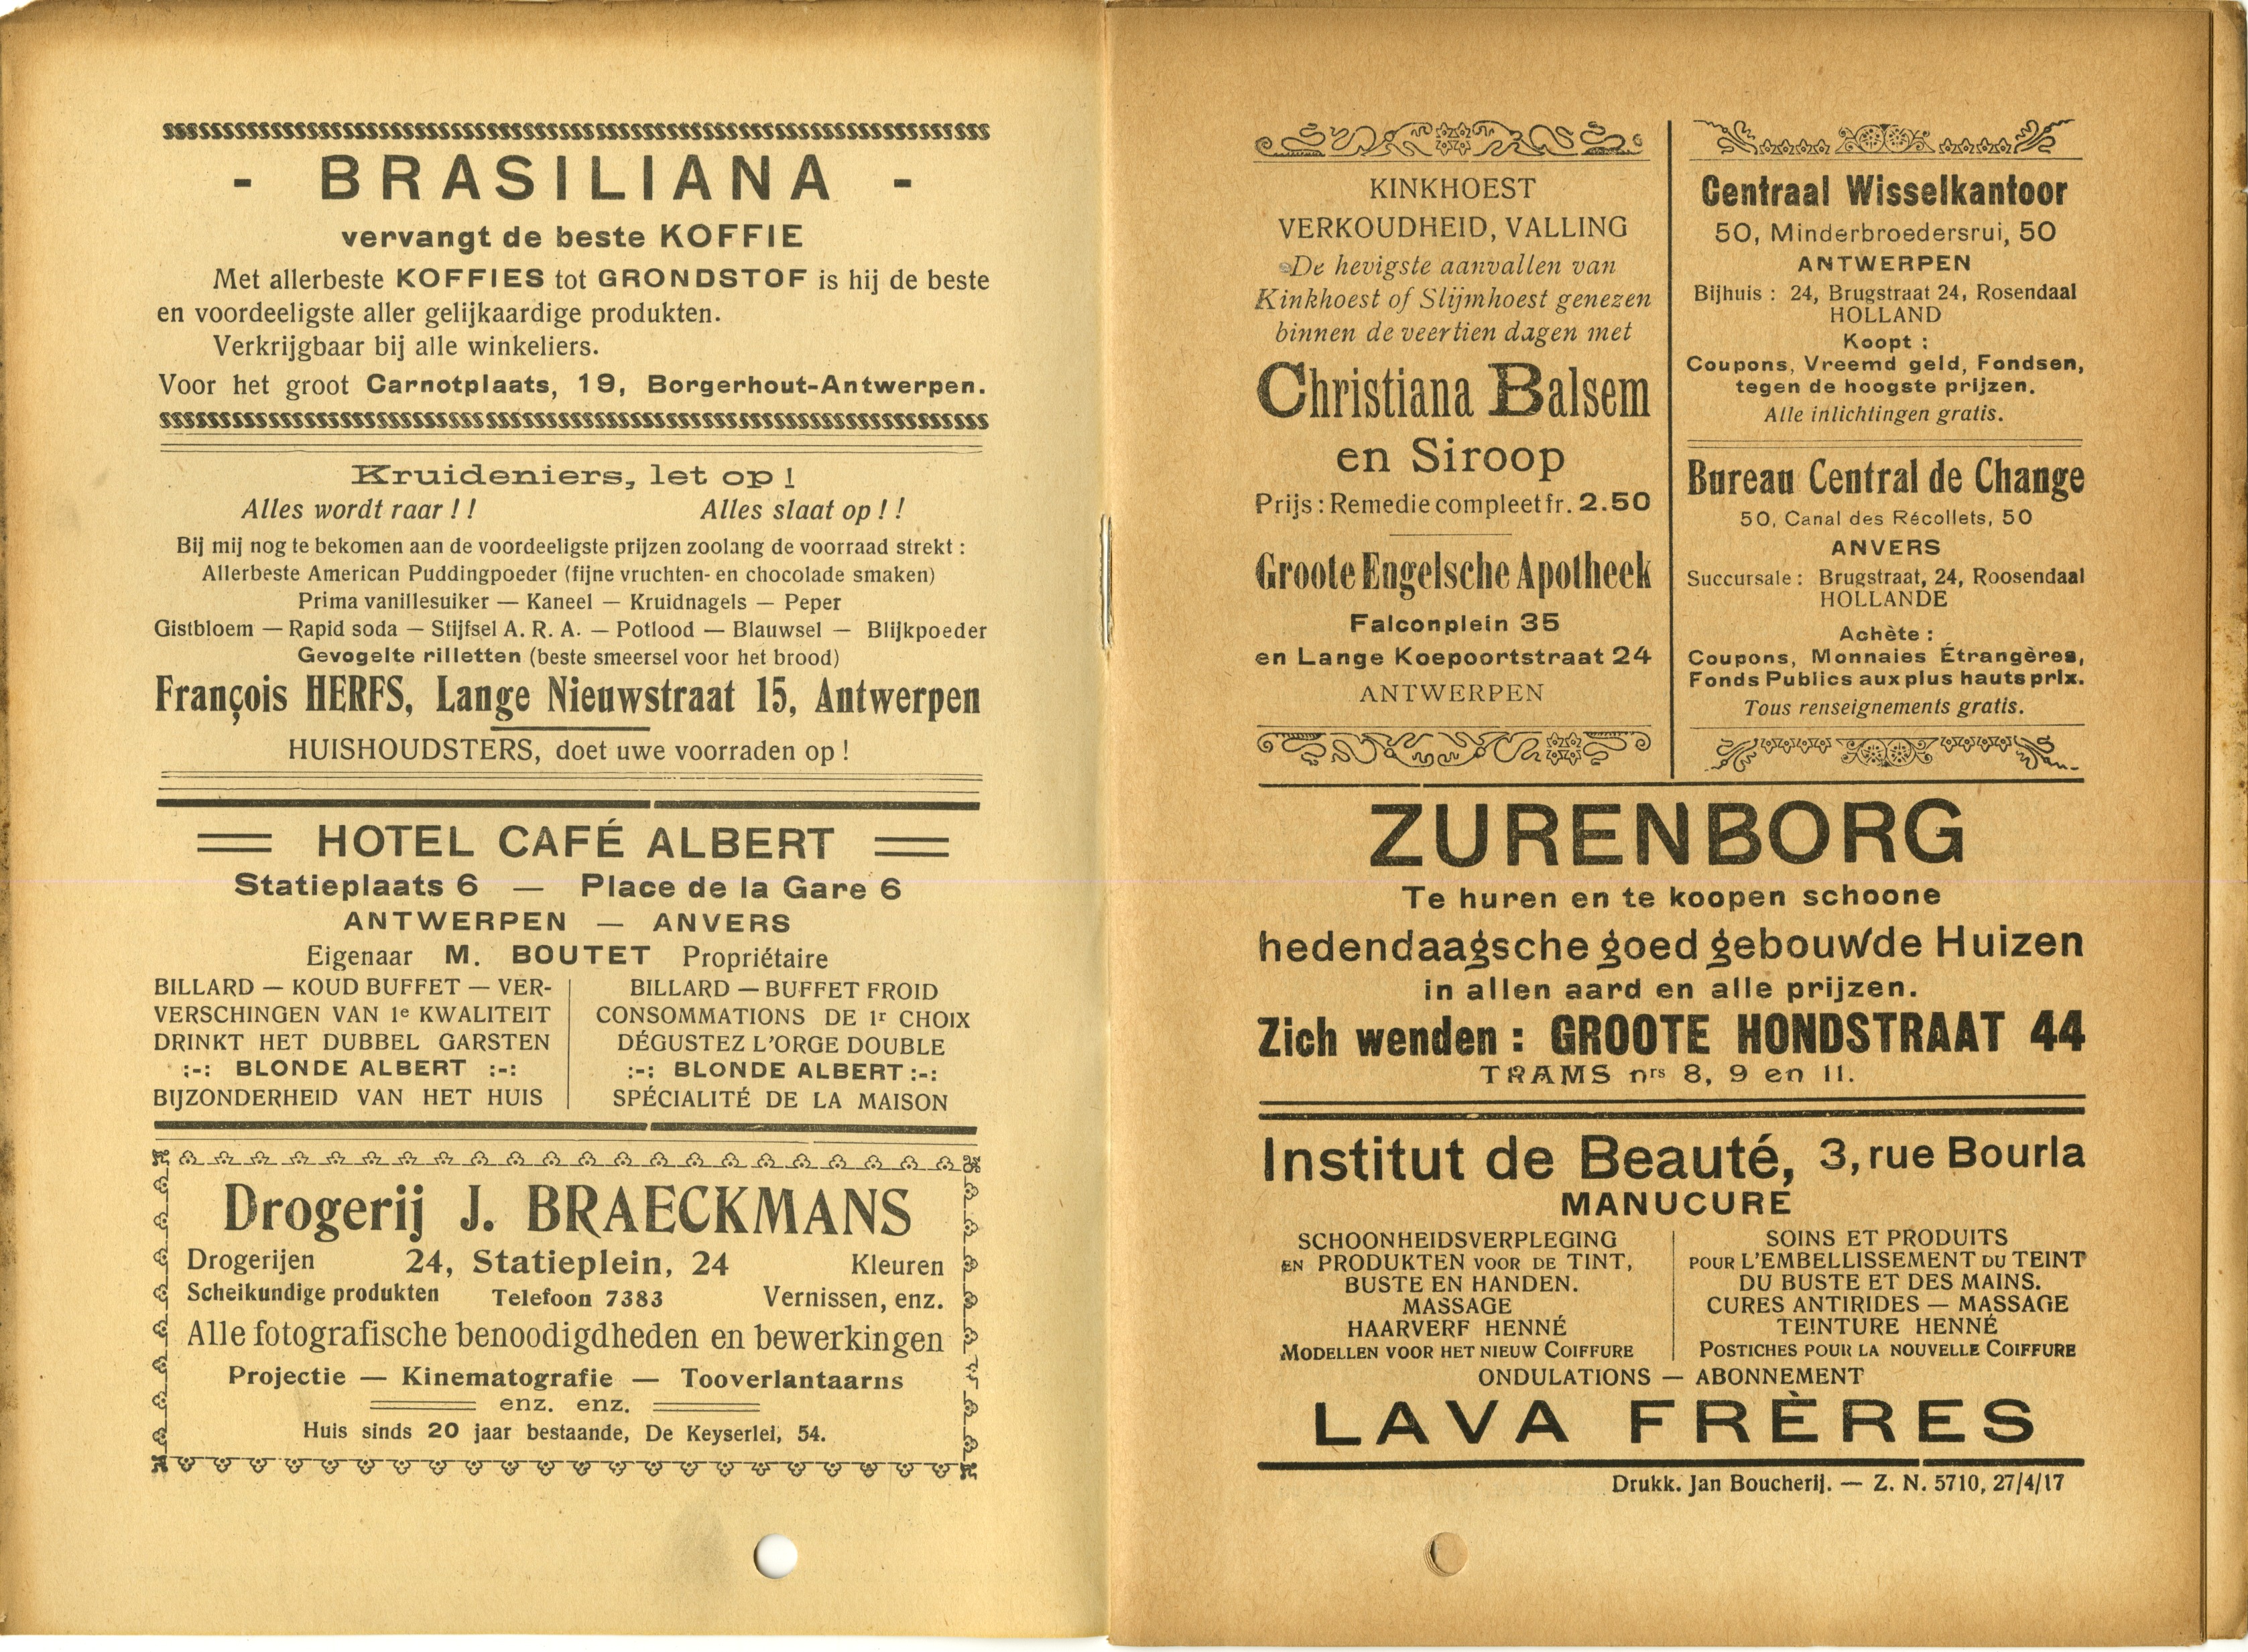 - BRASILIANA -
vervangt de beste KOFFIE
Met allerbeste KOFFIES tot GRONDSTOF is hij de beste
en voordeeligste aller gelijkaardige produkten.
Verkrijgbaar bij alle winkeliers.
Voor het groot Carnotplaats, 19, Borgerhout-Antwerpen.
Kruideniers, let op !
Alles wordt raar ! ! Alles slaat op ! !
Bij mij nog te bekomen aan de voordeeligste prijzen zoolang de voorraad strekt :
Allerbeste American Puddingpoeder (fijne vruchten- en chocolade smaken)
Prima vanillesuiker — Kaneel — Kruidnagels — Peper
Gistbloem — Rapid soda — Stijfsel A. R. A. — Potlood — Blauwsel — Blijkpoeder
Gevogelte rilletten (beste smeersel voor het brood)
François HERFS, Lange Nieuwstraat 15, Antwerpen
HUISHOUDSTERS, doet uwe voorraden op !
HOTEL CAFÉ ALBERT
Statieplaats 6 — Place de la Gare 6
ANTWERPEN — ANVERS
Eigenaar M. BOUTET Propriétaire
BILLARD — KOUD BUFFET — VER-
VERSCHINGEN VAN 1e KWALITEIT
DRINKT HET DUBBEL GARSTEN
:-: BLONDE ALBERT :-:
BIJZONDERHEID VAN HET HUIS
BILLARD — BUFFET FROID
CONSOMMATIONS DE 1r CHOIX
DÉGUSTEZ L'ORGE DOUBLE
:-: BLONDE ALBERT :-:
SPÉCIALITÉ DE LA MAISON
Drogerij J. BRAECKMANS
Drogerijen 24, Statieplein, 24 Kleuren
Scheikundige produkten Telefoon 7383 Vernissen, enz.
Alle fotografische benoodigdheden en bewerkingen
Projectie — Kinematografie — Tooverlantaarns
enz. enz.
Huis sinds 20 jaar bestaande, De Keyserlei, 54.
KINKHOEST
VERKOUDHEID, VALLING
De hevigste aanvallen van
Kinkhoest of Slijmhoest genezen
binnen de veertien dagen met
Christiana Balsem
en Siroop
Prijs : Remedie compleet fr. 2.50
Groote Engelsche Apotheek
Falconplein 35
en Lange Koepoortstraat 24
ANTWERPEN
Centraal Wisselkantoor
50, Minderbroedersrui, 50
ANTWERPEN
Bijhuis : 24, Brugstraat 24, Rosendaal
HOLLAND
Koopt :
Coupons, Vreemd geld, Fondsen,
tegen de hoogste prijzen.
Alle inlichtingen gratis.
Bureau Central de Change
50, Canal des Récollets, 50
ANVERS
Succursale : Brugstraat, 24, Roosendaal
HOLLANDE
Achète :
Coupons, Monnaies Étrangères,
Fonds Publics aux plus hauts prix.
Tous renseignements gratis.
ZURENBORG
Te huren en te koopen schoone
hedendaagsche goed gebouwde Huizen
in allen aard en alle prijzen.
Zich wenden : GROOTE HONDSTRAAT 44
TRAMS nrs 8, 9 en 11.
Institut de Beauté, 3, rue Bourla
MANUCURE
SCHOONHEIDSVERPLEGING
EN PRODUKTEN VOOR DE TINT,
BUSTE EN HANDEN.
MASSAGE
HAARVERF HENNÉ
MODELLEN VOOR HET NIEUW COIFFURE
SOINS ET PRODUITS
POUR L'EMBELLISSEMENT DU TEINT
DU BUSTE ET DES MAINS.
CURES ANTIRIDES — MASSAGE
TEINTURE HENNÉ
POSTICHES POUR LA NOUVELLE COIFFURE
ONDULATIONS — ABONNEMENT
LAVA FRÈRES
Drukk. Jan Boucherij. — Z. N. 5710, 27/4/17